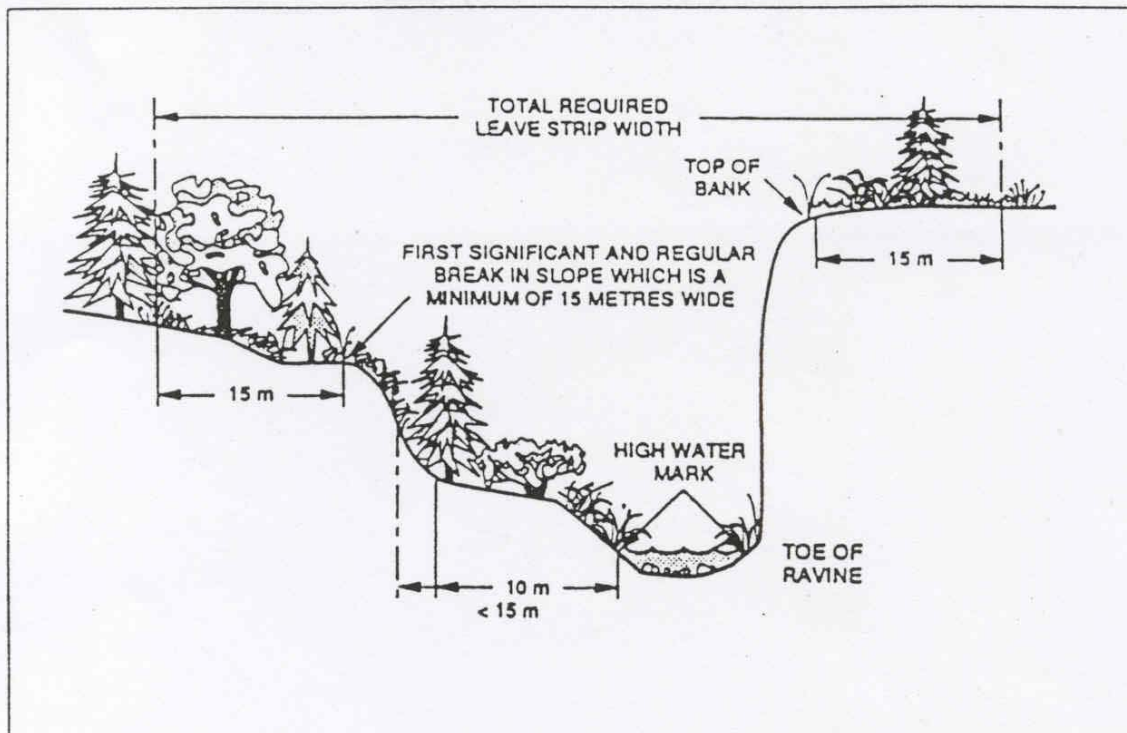 TOTAL REQUIRED
LEAVE STRIP WIDTH
TOP OF
BANK
15 m
FIRST SIGNIFICANT AND REGULAR
BREAK IN SLOPE WHICH IS A
MINIMUM OF 15 METRES WIDE
15 m
HIGH WATER
MARK
TOE OF
RAVINE
10 m
< 15 m